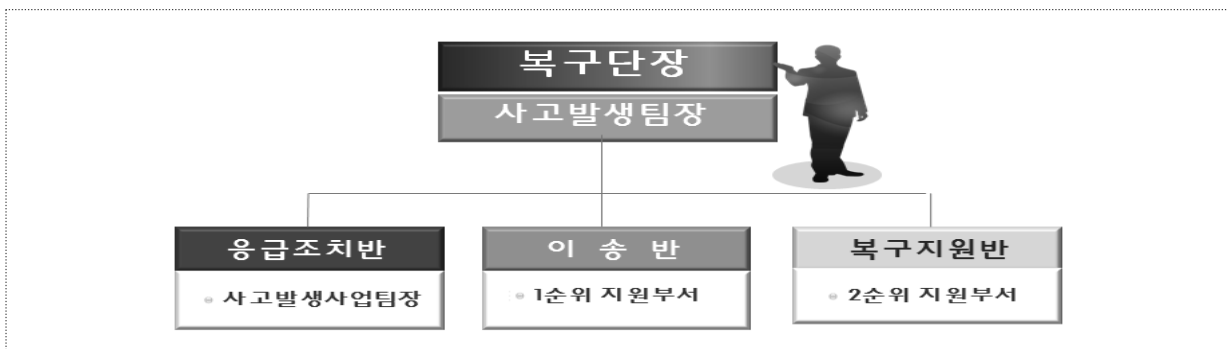 복구단장
사고발생팀장
응급조치반
이 송 반
복구지원반
사고발생사업팀장
1순위 지원부서
2순위 지원부서